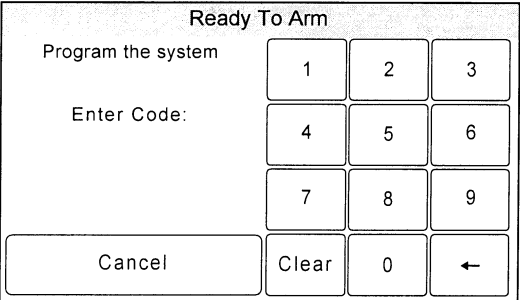 Ready To Arm
Program the system
Enter Code:
1 2 3
4 5 6
7 8 9
Cancel Clear 0 ←